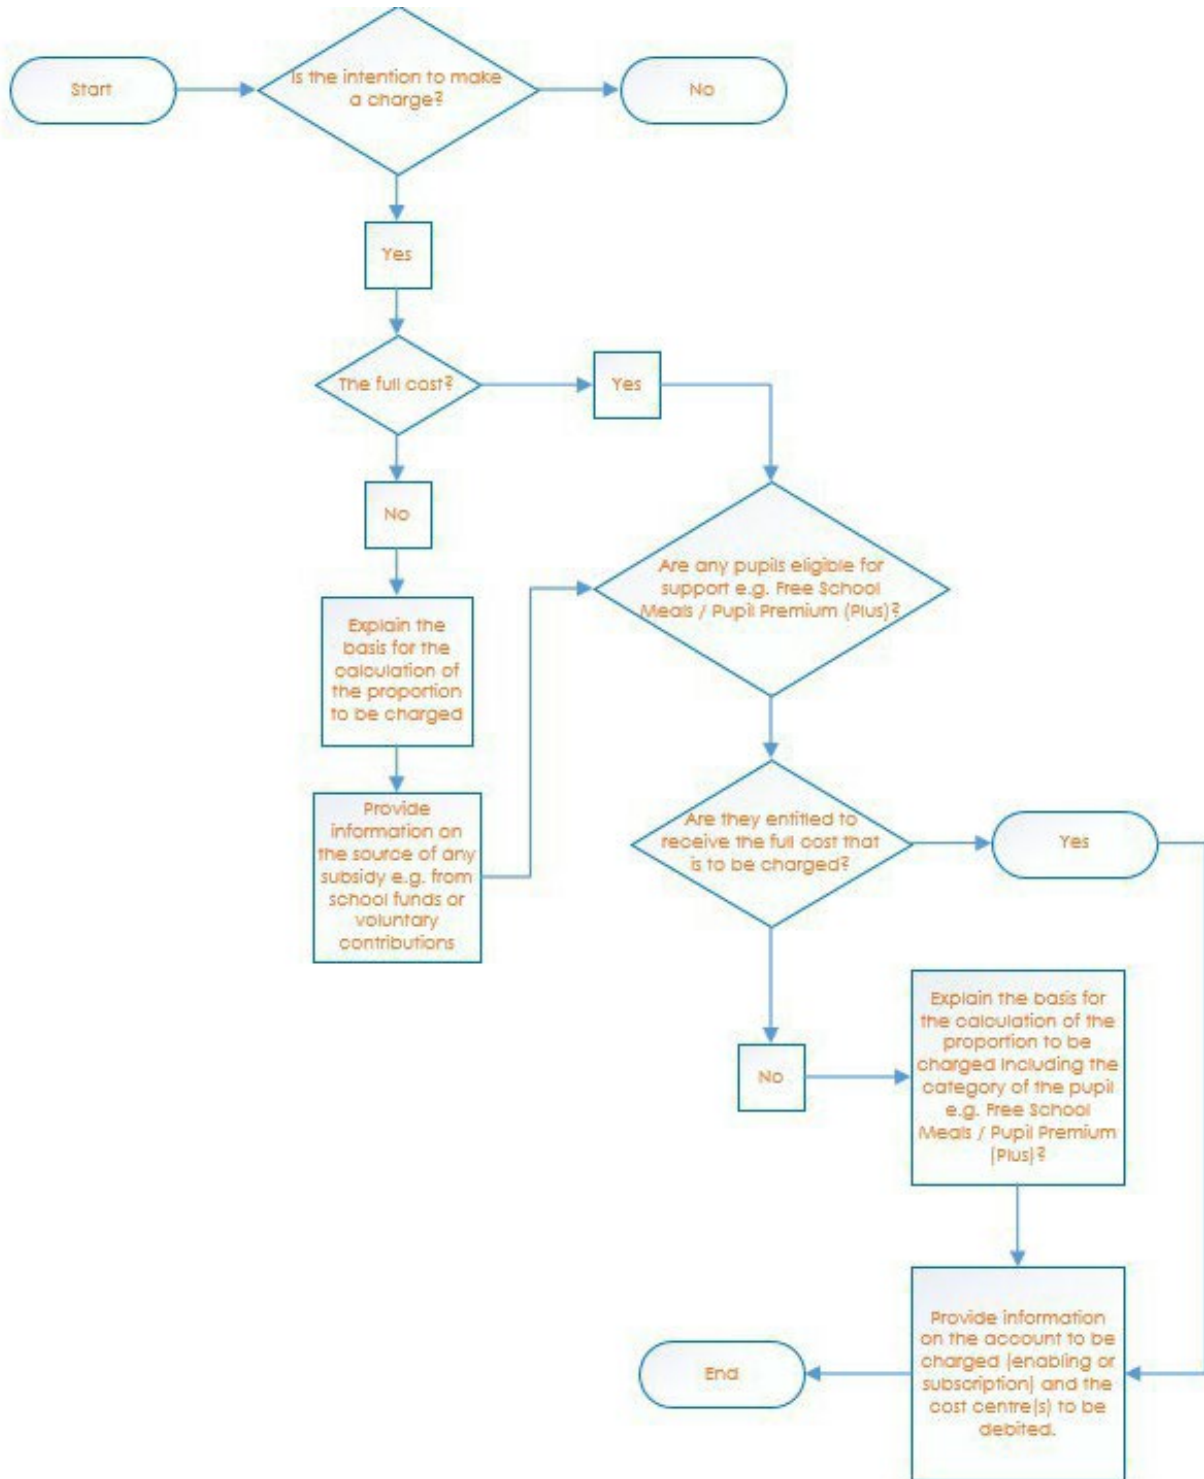 Start
Is the intention to make
a charge?
No
Yes
The full cost?
Yes
No
Are any pupils eligible for
support e.g. Free School
Meals / Pupil Premium (Plus)?
Explain the
basis for the
calculation of
the proportion
to be charged
Provide
information on
the source of any
subsidy e.g. from
school funds or
voluntary
contributions
Are they entitled to
receive the full cost that
is to be charged?
Yes
No
Explain the basis for
the calculation of the
proportion to be
charged including the
category of the pupil
e.g. Free School
Meals / Pupil Premium
(Plus)?
Provide information
on the account to be
charged (enabling or
subscription) and the
cost centre(s) to be
debited.
End